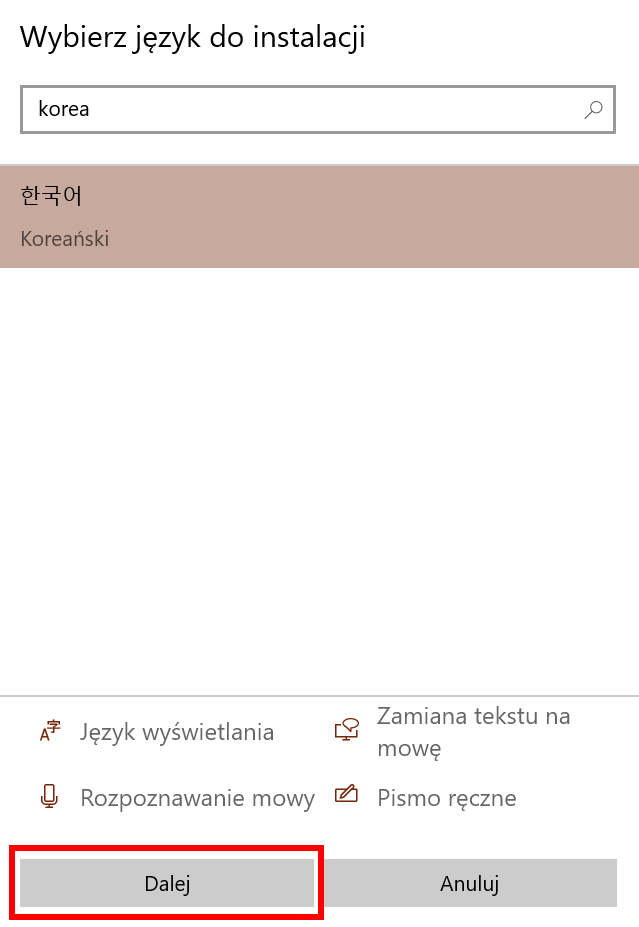 Wybierz język do instalacji
korea
한국어
Koreański
Język wyświetlania
Zamiana tekstu na
mowę
Rozpoznawanie mowy
Pismo ręczne
Dalej
Anuluj